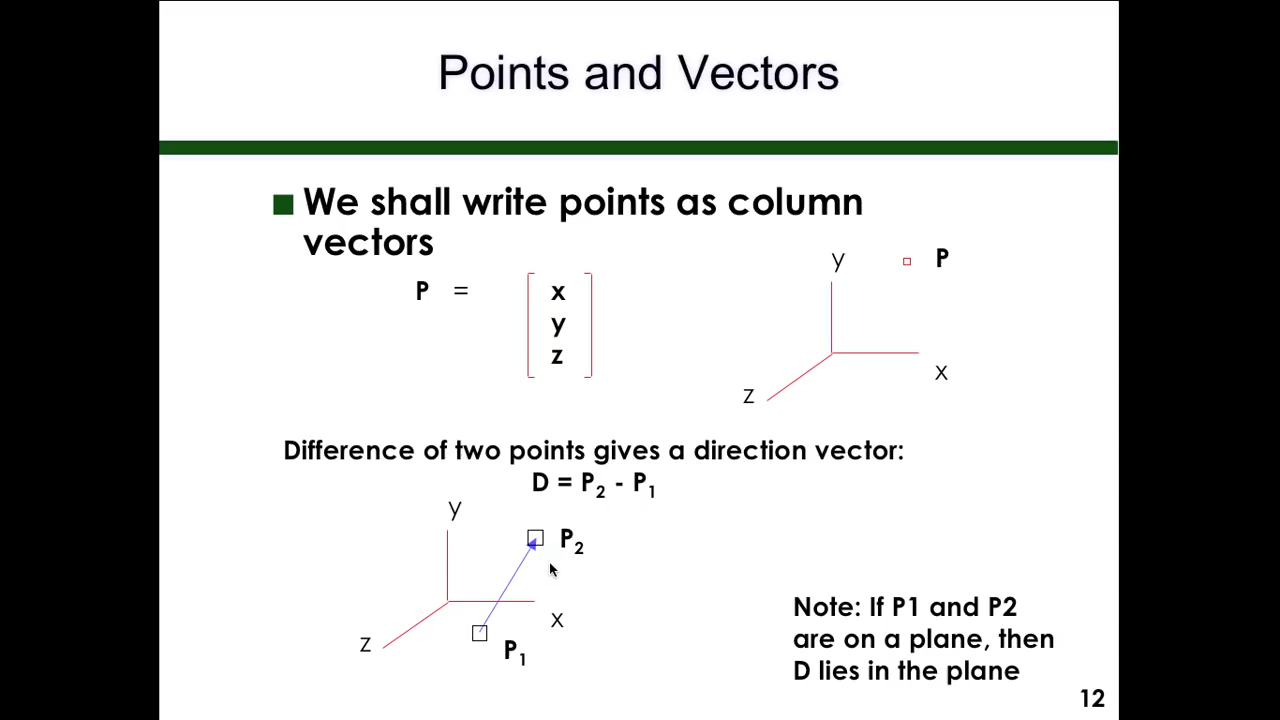 Points and Vectors
We shall write points as column
vectors
P =
x
y
z
y
P
x
z
Difference of two points gives a direction vector:
D = P2 - P1
y
P2
x
z
P1
Note: If P1 and P2
are on a plane, then
D lies in the plane
12